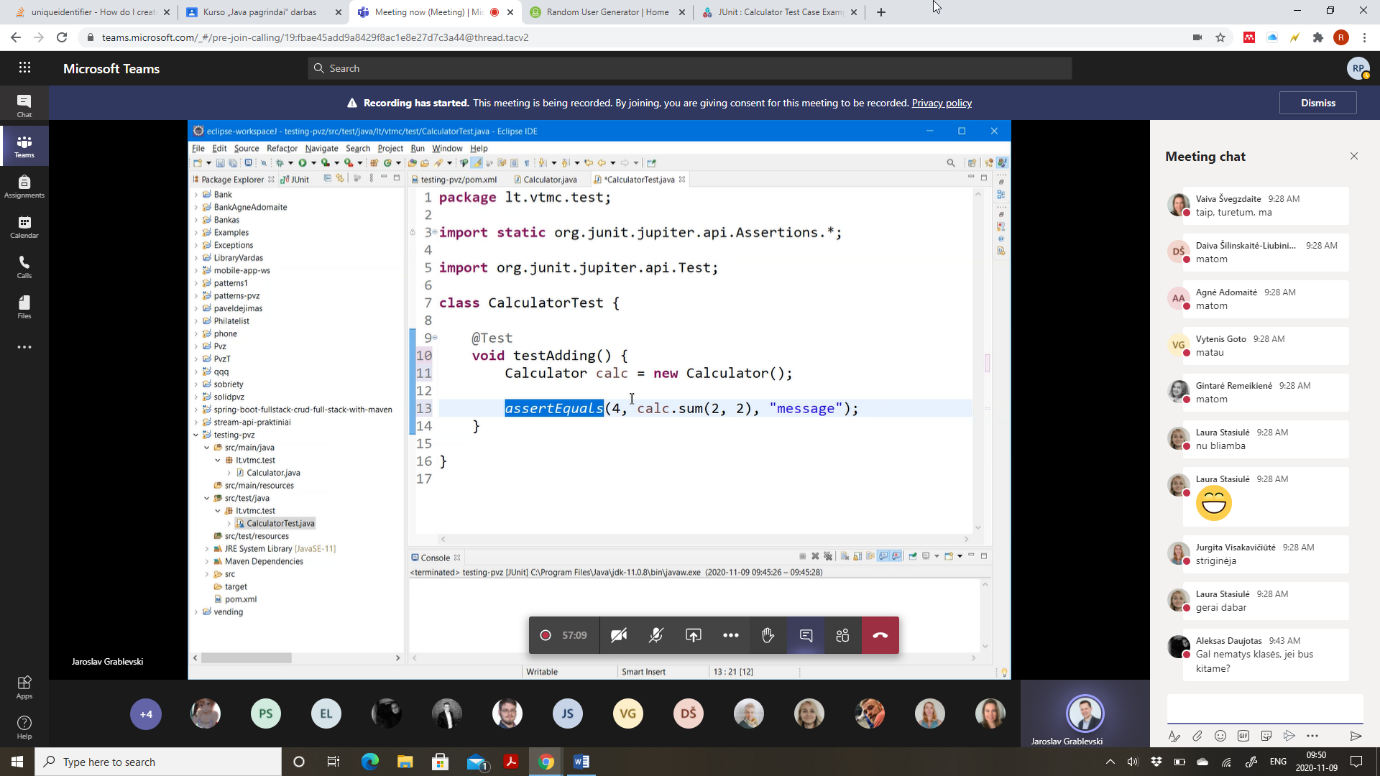 uniqueidentifier - How do I creat
Kurso „Java pagrindai" darbas
Meeting now (Meeting) | Mi
Random User Generator | Home
JUnit : Calculator Test Case Exam
teams.microsoft.com/_#/pre-join-calling/19:fbae45add9a8429f8ac1e8e27d7c3a44@thread.tacv2
R
Microsoft Teams
Search
RP
Recording has started. This meeting is being recorded. By joining, you are giving consent for this meeting to be recorded. Privacy policy
Dismiss
Chat
Teams
Assignments
Calendar
Calls
Files
Apps
Help
eclipse-workspaceJ - testing-pvz/src/test/java/lt/vtmc/test/CalculatorTest.java - Eclipse IDE
File Edit Source Refactor Navigate Search Project Run Window Help
Package Explorer
JUnit
Bank
BankAgneAdomaite
Bankas
Examples
Exceptions
LibraryVardas
mobile-app-ws
patterns1
patterns-pvz
paveldejimas
Philatelist
phone
Pvz
PvzT
qqq
sobriety
solidpvz
spring-boot-fullstack-crud-full-stack-with-maven
stream-api-praktiniai
testing-pvz
src/main/java
lt.vtmc.test
Calculator.java
src/main/resources
src/test/java
lt.vtmc.test
CalculatorTest.java
src/test/resources
JRE System Library [JavaSE-11]
Maven Dependencies
src
target
pom.xml
vending
testing-pvz/pom.xml
Calculator.java
*CalculatorTest.java
1 package lt.vtmc.test;
2
3 import static org.junit.jupiter.api.Assertions.*;
4
5 import org.junit.jupiter.api.Test;
6
7 class CalculatorTest {
8
9 @Test
10 void testAdding() {
11 Calculator calc = new Calculator();
12
13 assertEquals(4, calc.sum(2, 2), "message");
14 }
15
16 }
17
Console
<terminated> testing-pvz [JUnit] C:\Program Files\Java\jdk-11.0.8\bin\javaw.exe (2020-11-09 09:45:26 – 09:45:28)
57:09
Writable
Smart Insert
13 : 21 [12]
Jaroslav Grablevski
+4
PS
EL
JS
VG
DŠ
Jaroslav Grablevski
Meeting chat
Vaiva Švegzdaite 9:28 AM
taip, turetum, ma
DŠ
Daiva Šilinskaitė-Liubini... 9:28 AM
matom
AA
Agnė Adomaitė 9:28 AM
matom
VG
Vytenis Goto 9:28 AM
matau
Gintarė Remeikienė 9:28 AM
matom
Laura Stasiulė 9:28 AM
nu bliamba
Laura Stasiulė 9:28 AM
Jurgita Visakavičiūtė 9:28 AM
striginėja
Laura Stasiulė 9:28 AM
gerai dabar
Aleksas Daujotas 9:43 AM
Gal nematys klasės, jei bus
kitame?
GIF
Type here to search
1
W
ENG
09:50
2020-11-09